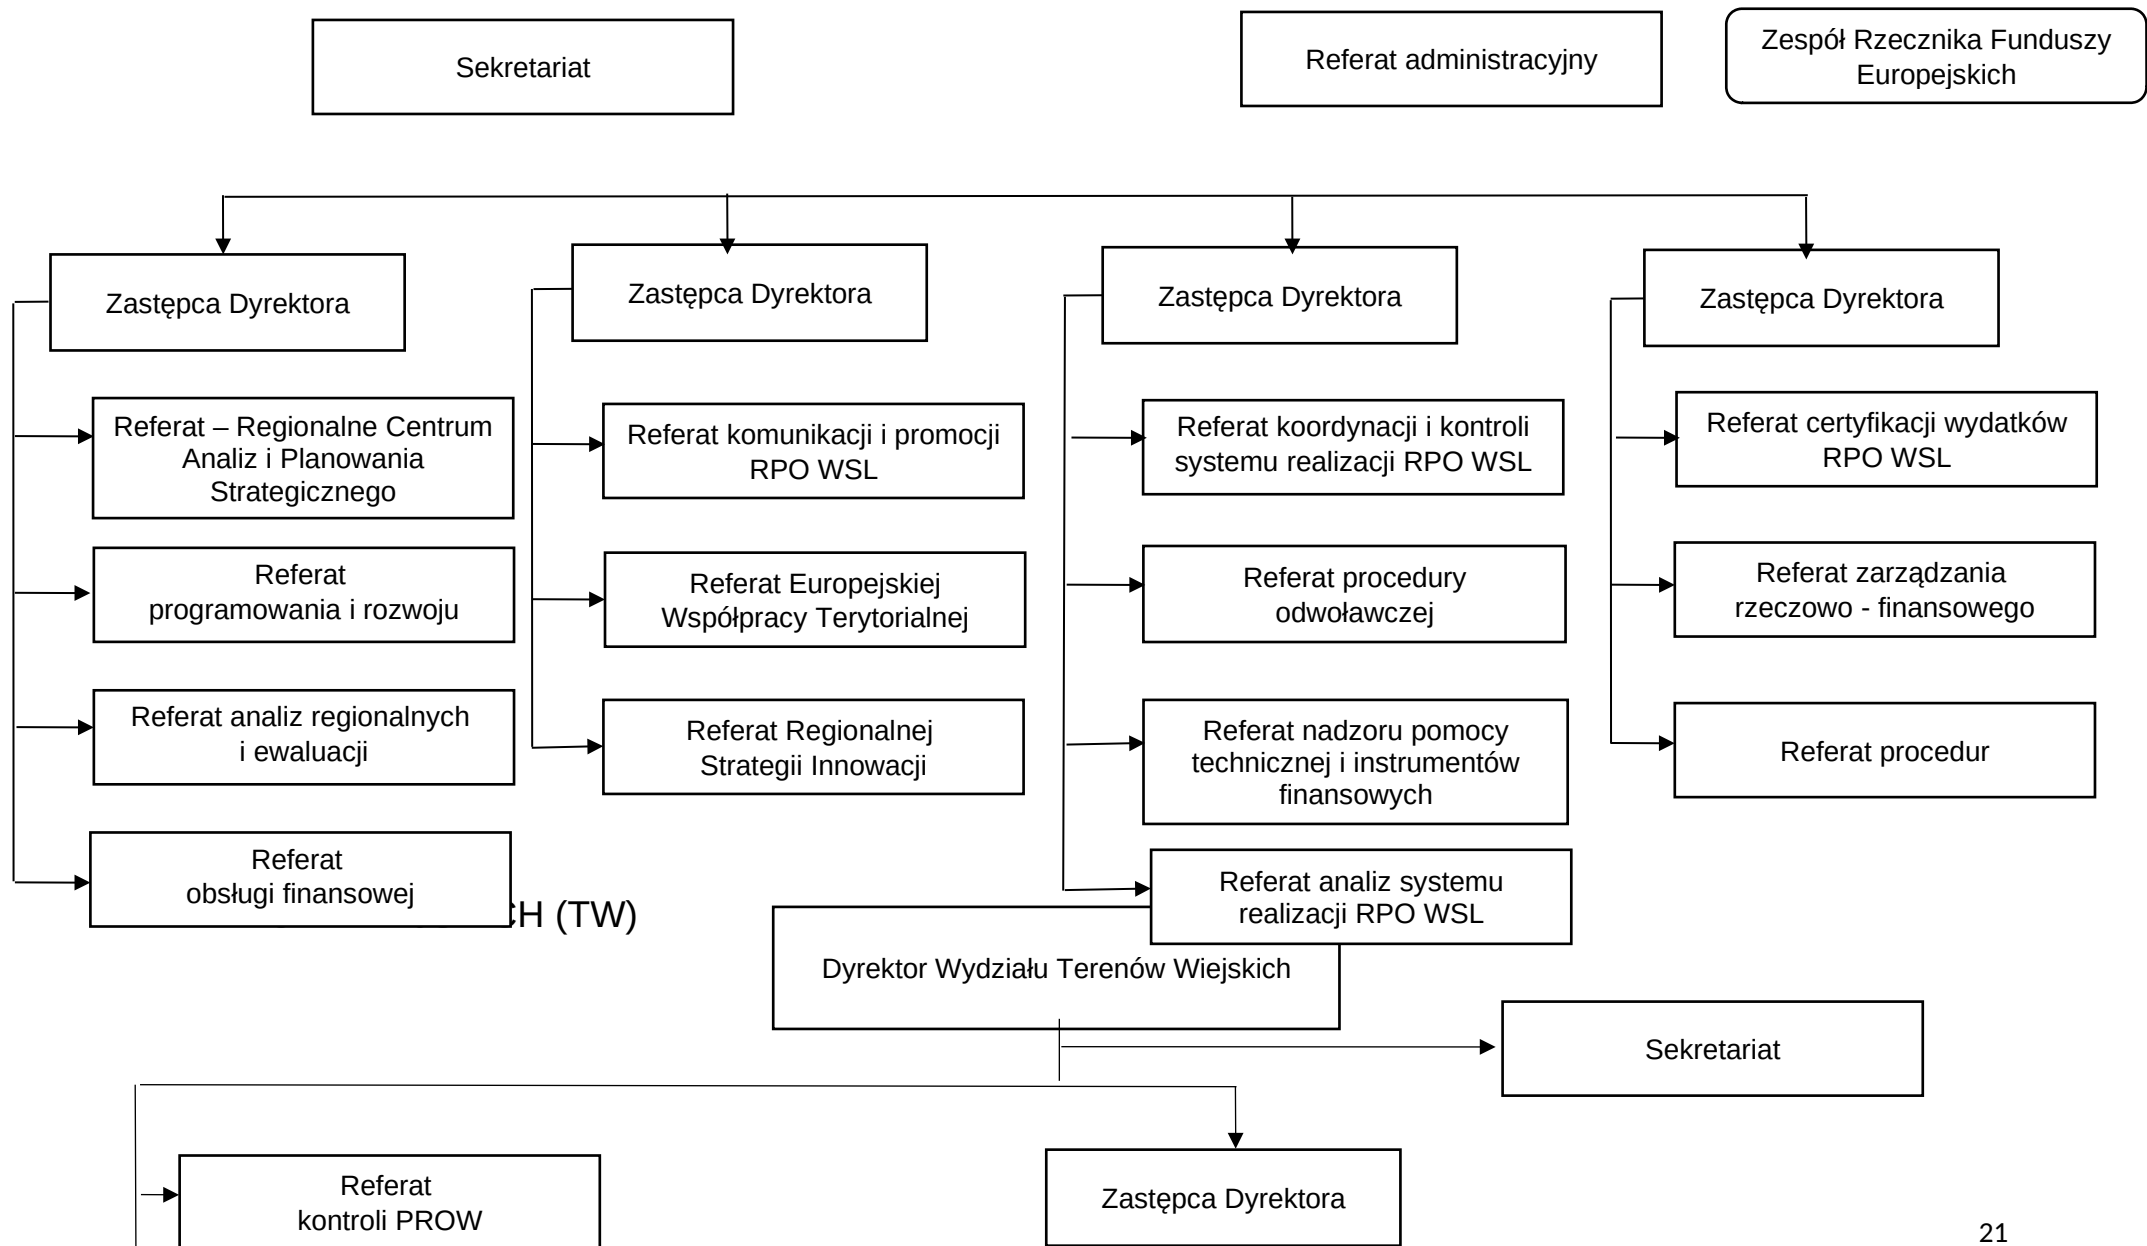 Sekretariat
Referat administracyjny
Zespół Rzecznika Funduszy
Europejskich
Zastępca Dyrektora
Zastępca Dyrektora
Zastępca Dyrektora
Zastępca Dyrektora
Referat – Regionalne Centrum
Analiz i Planowania
Strategicznego
Referat komunikacji i promocji
RPO WSL
Referat koordynacji i kontroli
systemu realizacji RPO WSL
Referat certyfikacji wydatków
RPO WSL
Referat
programowania i rozwoju
Referat Europejskiej
Współpracy Terytorialnej
Referat procedury
odwoławczej
Referat zarządzania
rzeczowo - finansowego
Referat analiz regionalnych
i ewaluacji
Referat Regionalnej
Strategii Innowacji
Referat nadzoru pomocy
technicznej i instrumentów
finansowych
Referat procedur
Referat
obsługi finansowej
Referat analiz systemu
realizacji RPO WSL
(TW)
Dyrektor Wydziału Terenów Wiejskich
Sekretariat
Referat
kontroli PROW
Zastępca Dyrektora
21